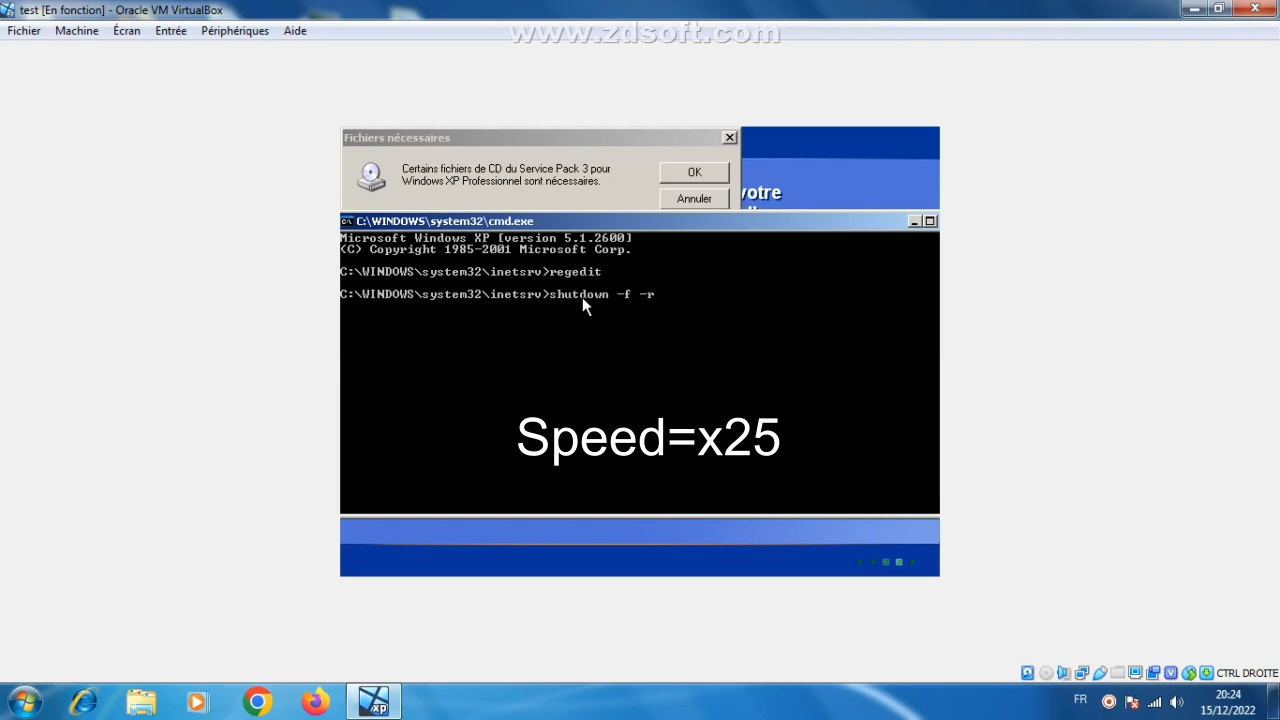 test [En fonction] - Oracle VM VirtualBox
Fichier Machine Écran Entrée Périphériques Aide
www.zdsoft.com
Fichiers nécessaires
Certains fichiers de CD du Service Pack 3 pour
Windows XP Professionnel sont nécessaires.
OK
Annuler
votre
C:\WINDOWS\system32\cmd.exe
Microsoft Windows XP [version 5.1.2600]
(C) Copyright 1985-2001 Microsoft Corp.
C:\WINDOWS\system32\inetsrv>regedit
C:\WINDOWS\system32\inetsrv>shutdown -f -r
Speed=x25
CTRL DROITE
xp
FR
20:24
15/12/2022